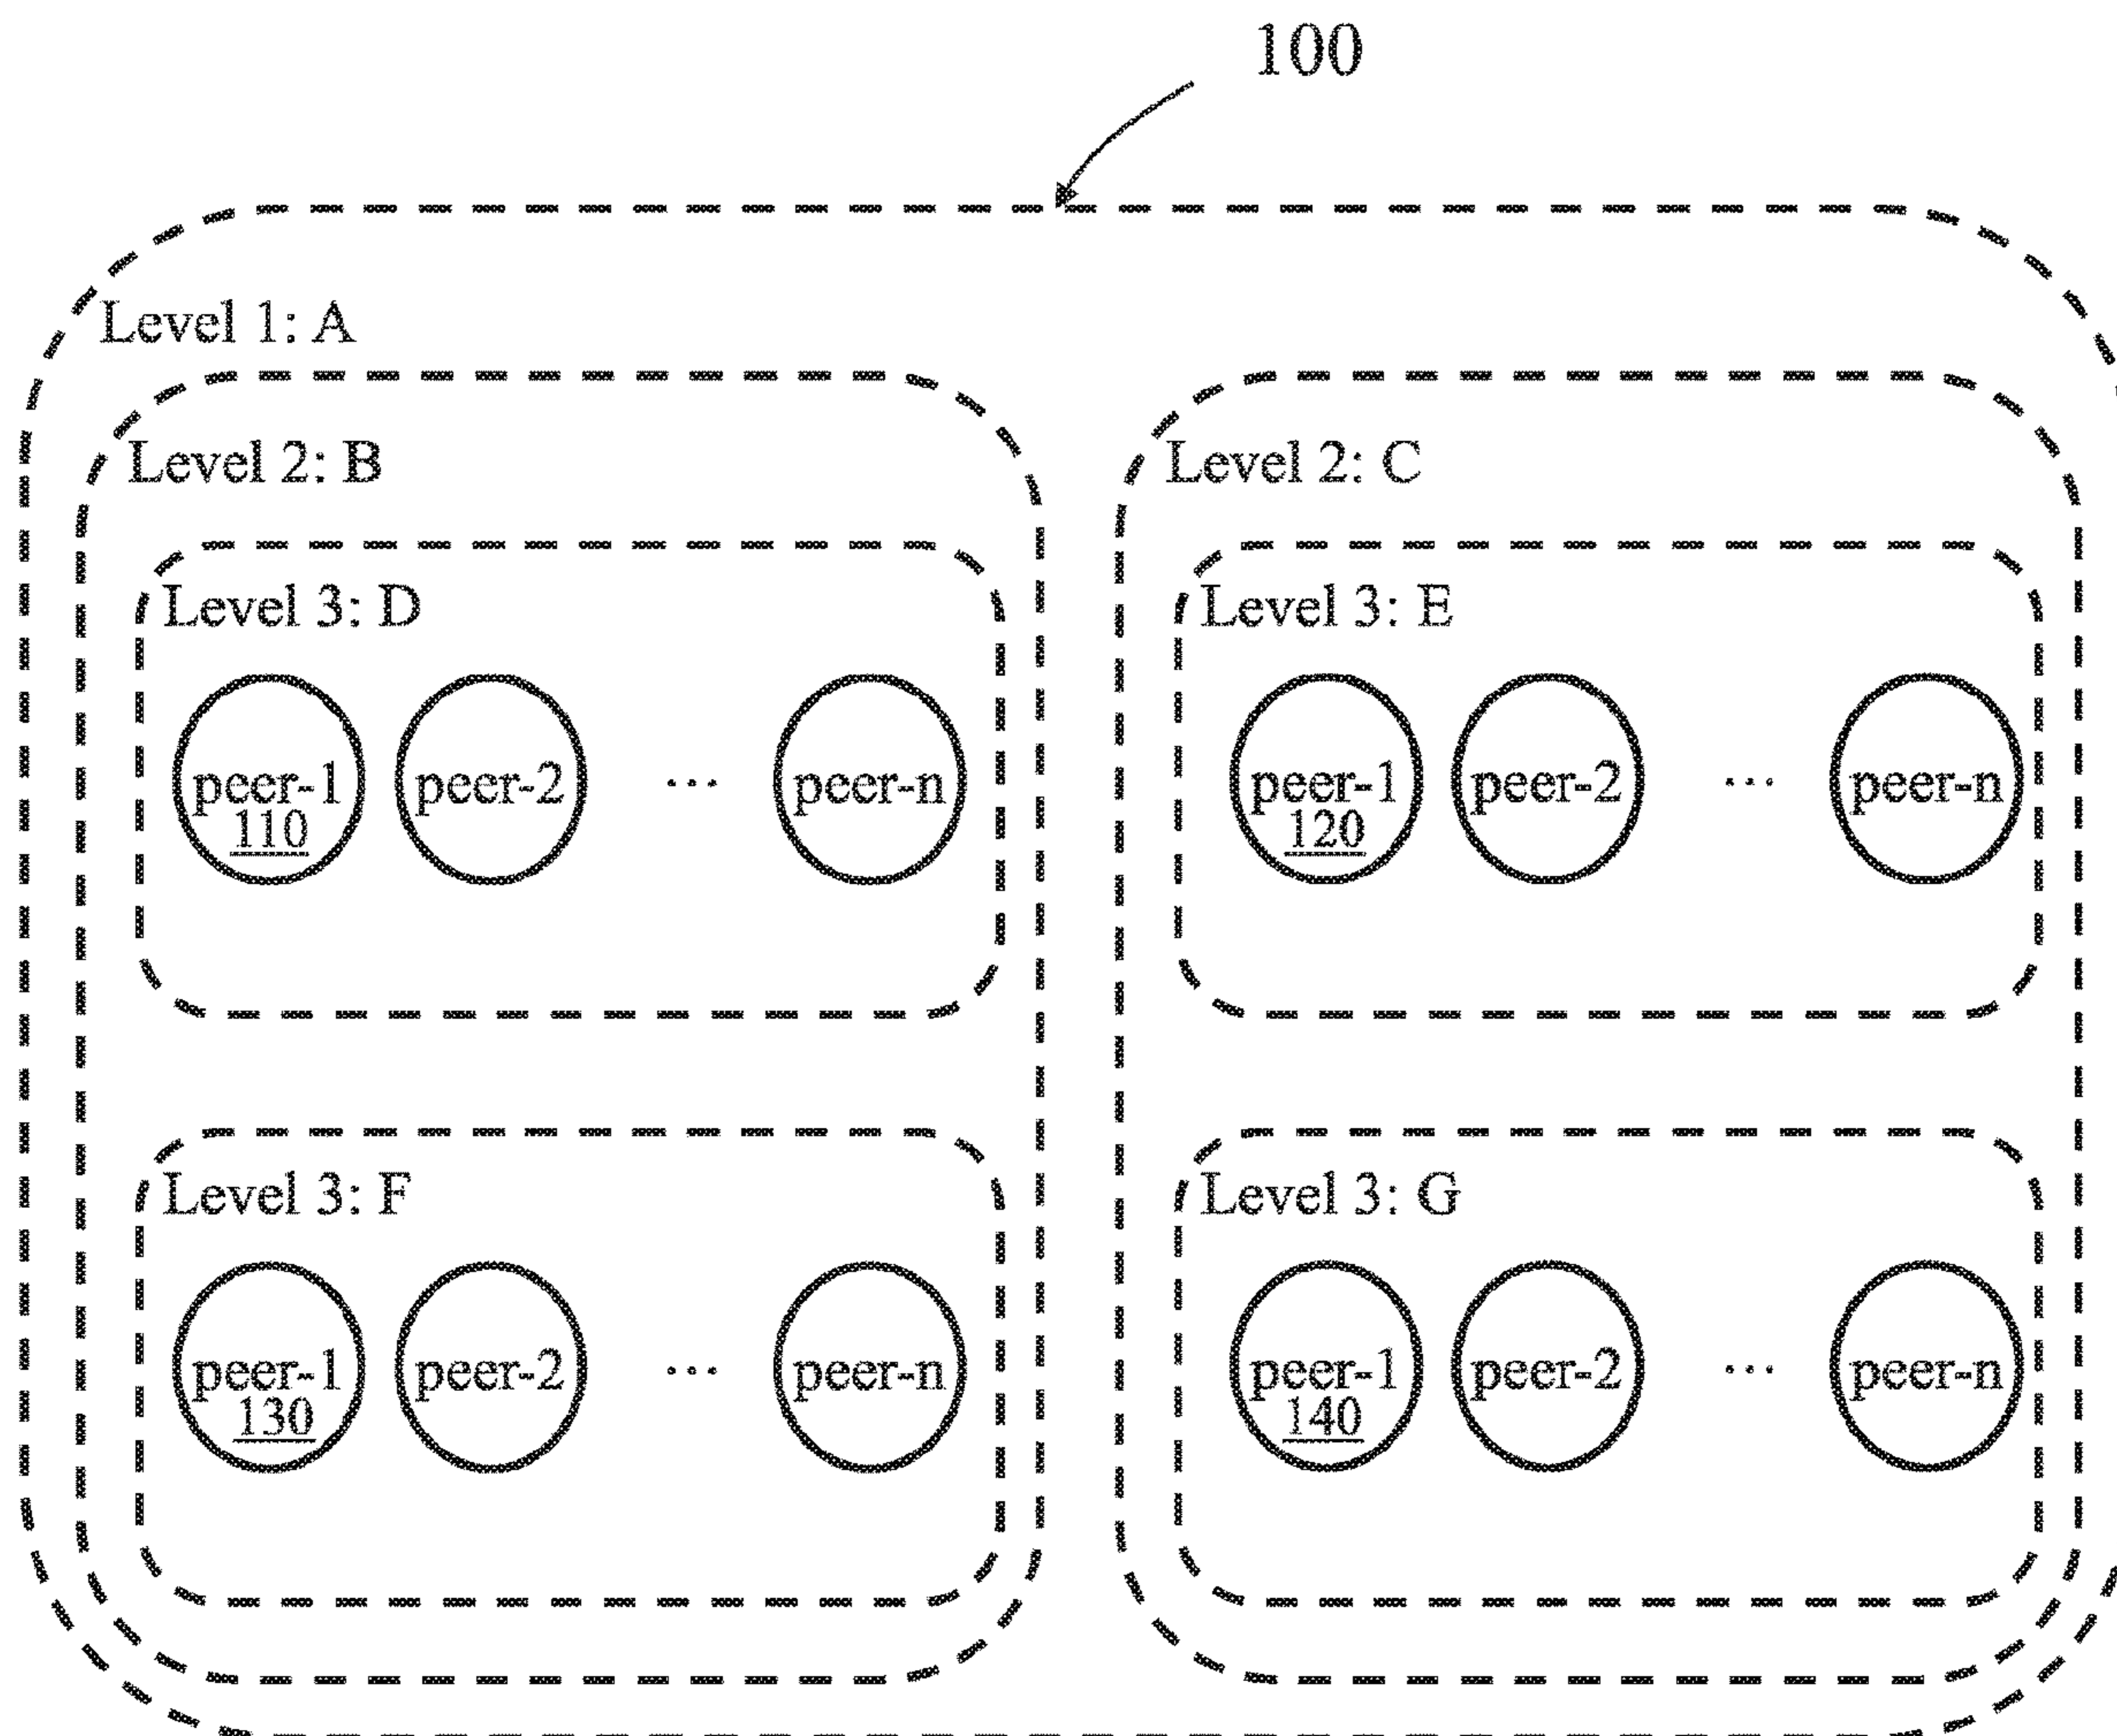 100
Level 1: A
Level 2: B
Level 3: D
peer-1
110
peer-2
...
peer-n
Level 3: F
peer-1
130
peer-2
...
peer-n
Level 2: C
Level 3: E
peer-1
120
peer-2
...
peer-n
Level 3: G
peer-1
140
peer-2
...
peer-n